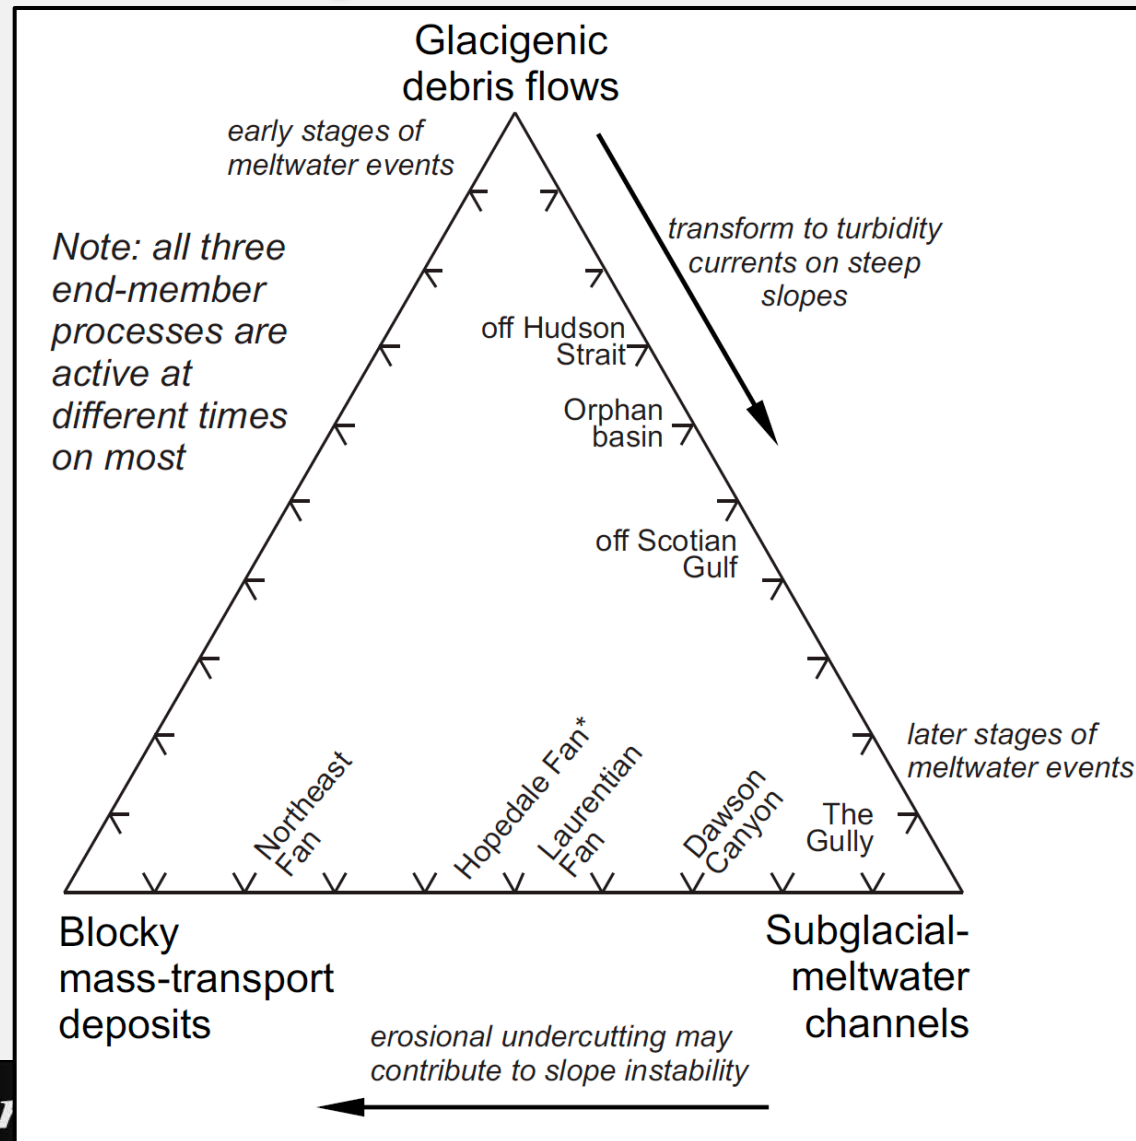 Glacigenic
debris flows
early stages of
meltwater events
Note: all three
end-member
processes are
active at
different times
on most
transform to turbidity
currents on steep
slopes
off Hudson
Strait
Orphan
basin
off Scotian
Gulf
later stages of
meltwater events
Northeast
Fan
Hopedale Fan*
Laurentian
Fan
Dawson
Canyon
The
Gully
Blocky
mass-transport
deposits
Subglacial-
meltwater
channels
erosional undercutting may
contribute to slope instability